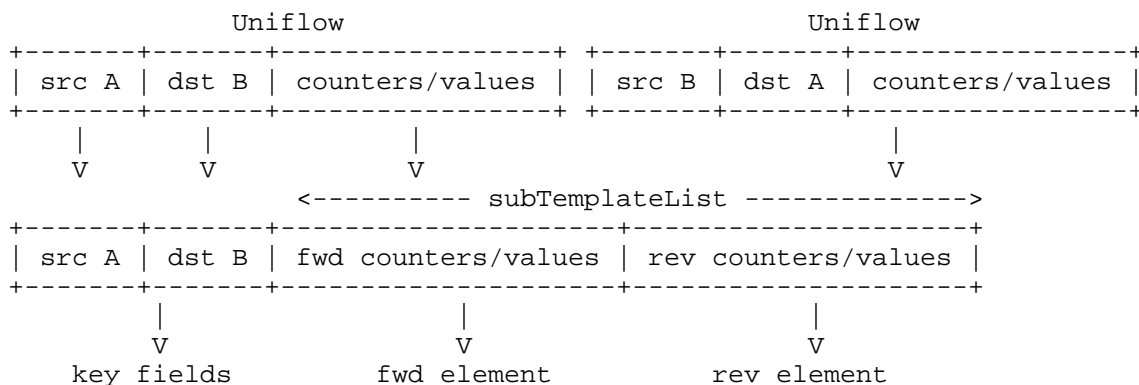 Uniflow                                     Uniflow
+-------+-------+-----------------+ +-------+-------+-----------------+
| src A | dst B | counters/values | | src B | dst A | counters/values |
+-------+-------+-----------------+ +-------+-------+-----------------+
    |       |            |                                   |
    V       V            V                                   V
                  <---------- subTemplateList -------------->
+-------+-------+---------------------+---------------------+
| src A | dst B | fwd counters/values | rev counters/values |
+-------+-------+---------------------+---------------------+
         |                  |                     |
         V                  V                     V
    key fields         fwd element           rev element